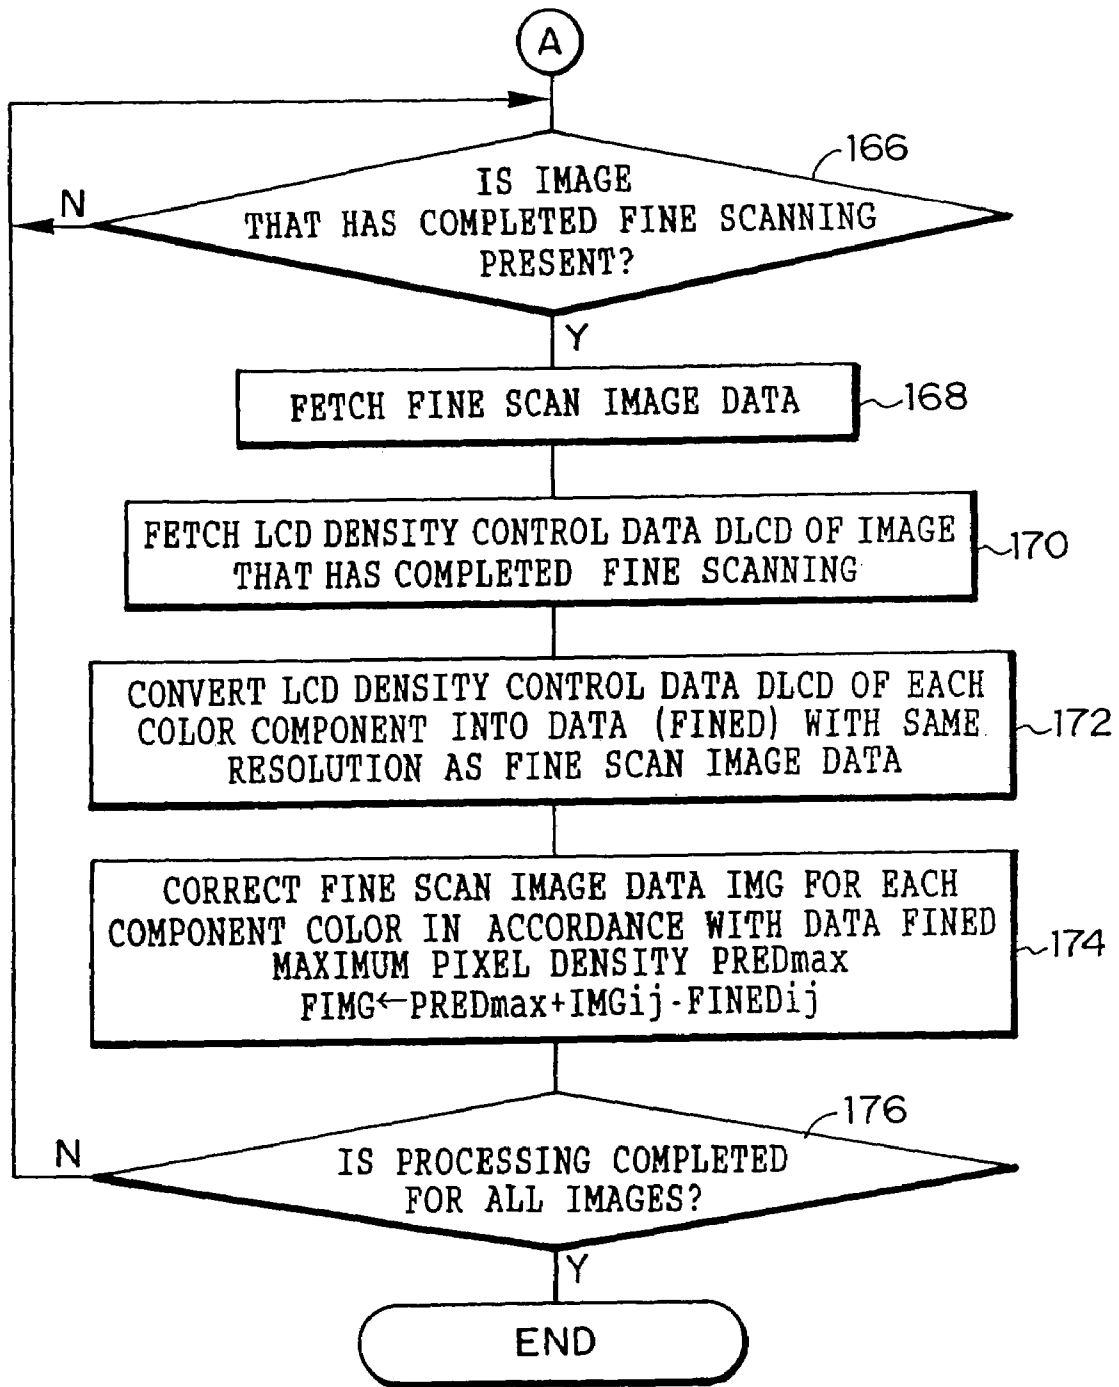 A
166
IS IMAGE
THAT HAS COMPLETED FINE SCANNING
PRESENT?
N
Y
FETCH FINE SCAN IMAGE DATA
168
FETCH LCD DENSITY CONTROL DATA DLCD OF IMAGE
THAT HAS COMPLETED FINE SCANNING
170
CONVERT LCD DENSITY CONTROL DATA DLCD OF EACH
COLOR COMPONENT INTO DATA (FINED) WITH SAME
RESOLUTION AS FINE SCAN IMAGE DATA
172
CORRECT FINE SCAN IMAGE DATA IMG FOR EACH
COMPONENT COLOR IN ACCORDANCE WITH DATA FINED
MAXIMUM PIXEL DENSITY PREDmax
FIMG←PREDmax+IMGij-FINEDij
174
176
N
IS PROCESSING COMPLETED
FOR ALL IMAGES?
Y
END